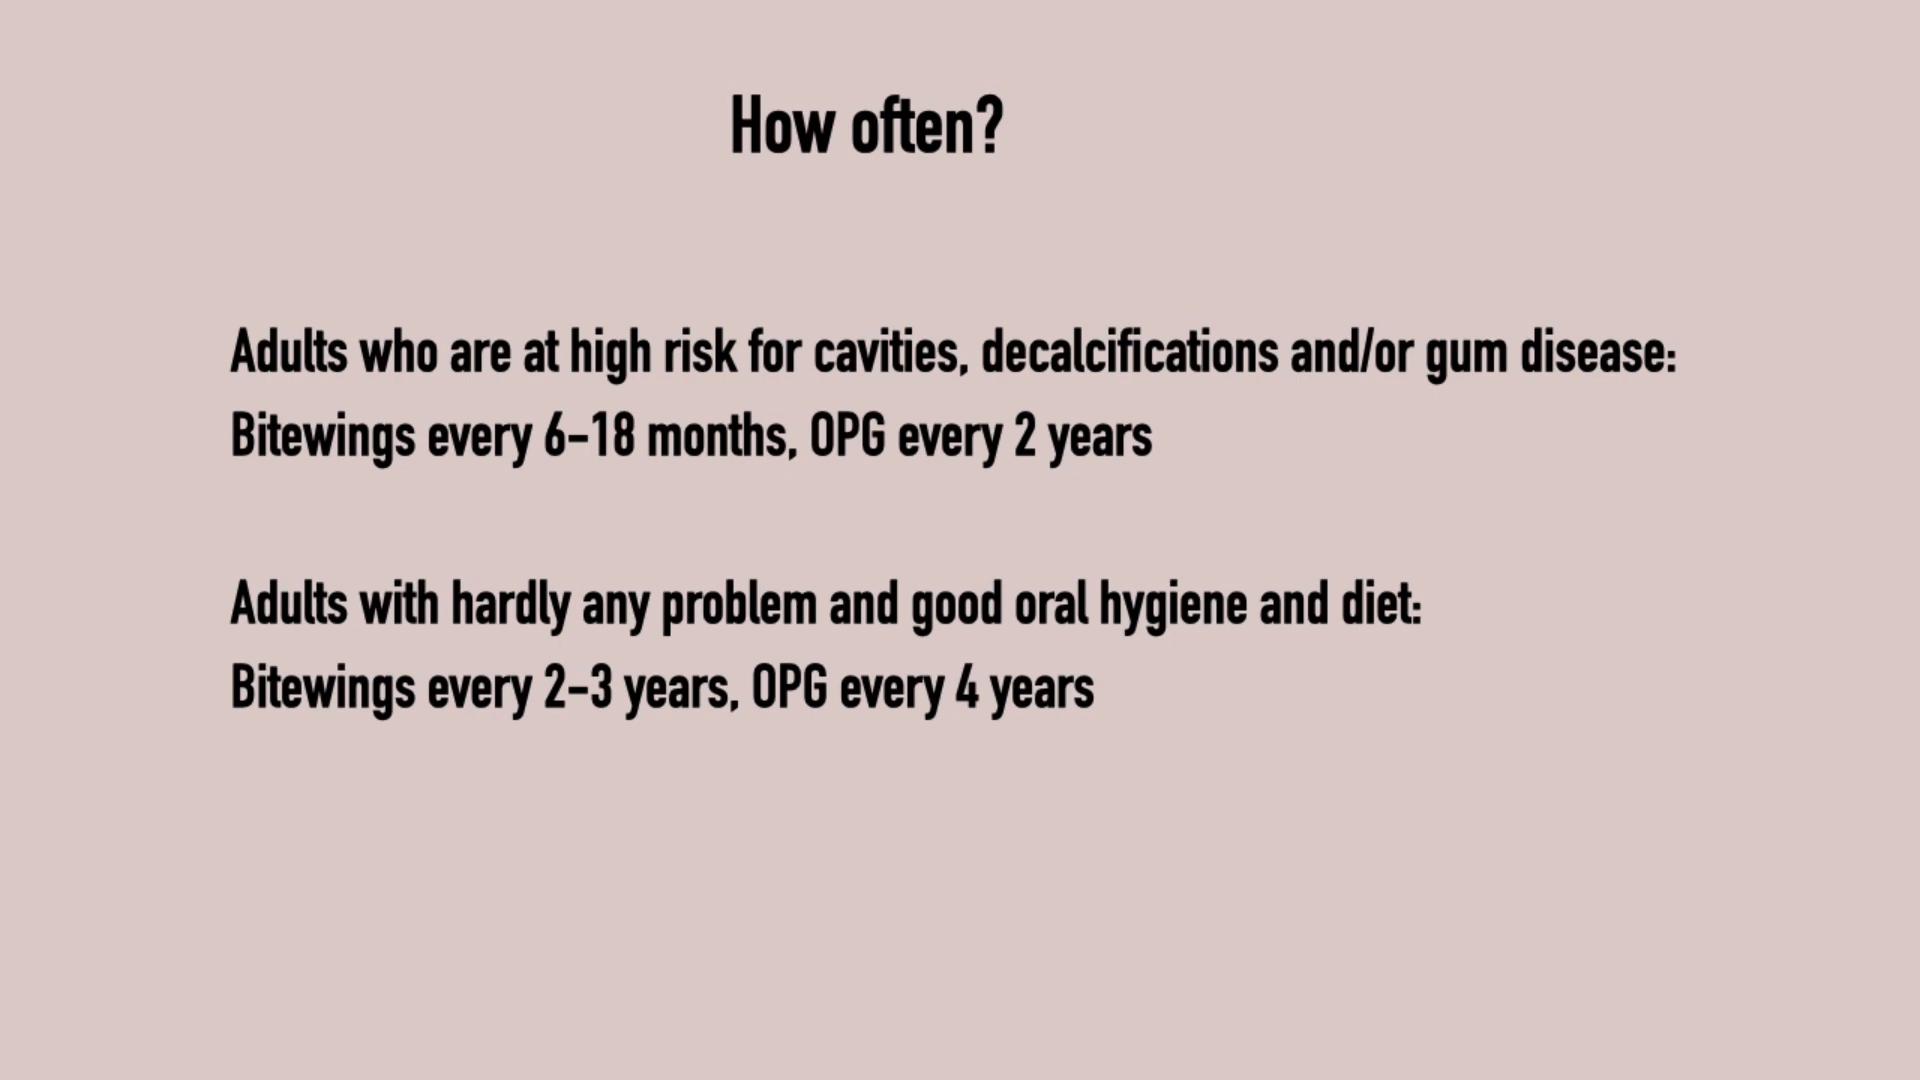 How often?
Adults who are at high risk for cavities, decalcifications and/or gum disease:
Bitewings every 6-18 months, OPG every 2 years
Adults with hardly any problem and good oral hygiene and diet:
Bitewings every 2-3 years, OPG every 4 years